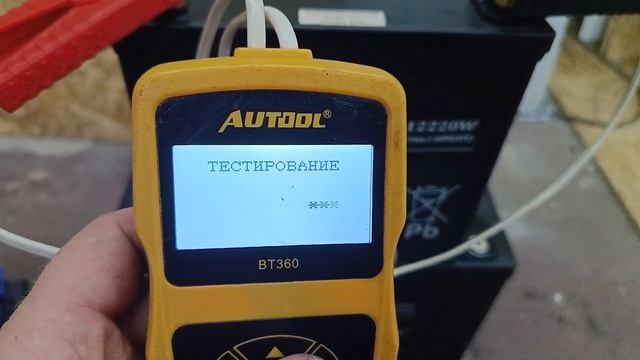 AUTOOL®
ТЕСТИРОВАНИЕ
***
BT360
12220W
Pb